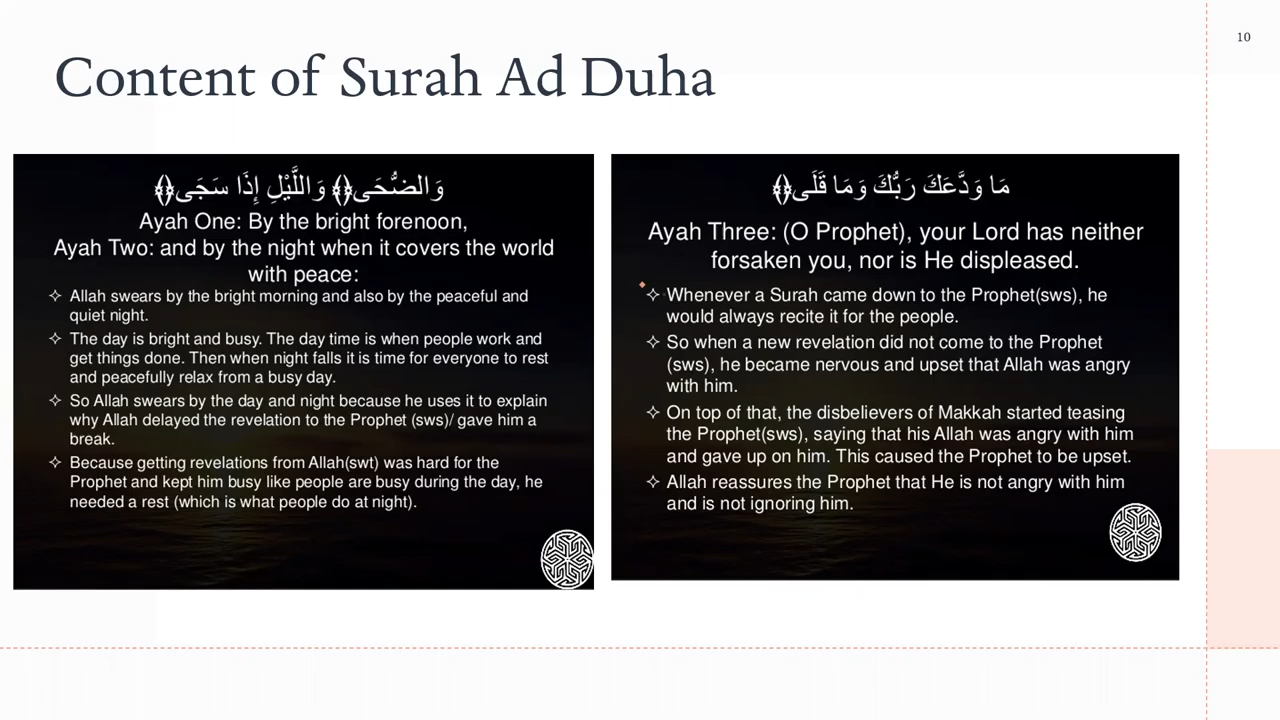 10
Content of Surah Ad Duha
وَالضُّحَى﴿﴾ وَاللَّيْلِ إِذَا سَجَى﴿﴾
Ayah One: By the bright forenoon,
Ayah Two: and by the night when it covers the world
with peace:
✧ Allah swears by the bright morning and also by the peaceful and
quiet night.
✧ The day is bright and busy. The day time is when people work and
get things done. Then when night falls it is time for everyone to rest
and peacefully relax from a busy day.
✧ So Allah swears by the day and night because he uses it to explain
why Allah delayed the revelation to the Prophet (sws)/ gave him a
break.
✧ Because getting revelations from Allah(swt) was hard for the
Prophet and kept him busy like people are busy during the day, he
needed a rest (which is what people do at night).
مَا وَدَّعَكَ رَبُّكَ وَمَا قَلَى﴿﴾
Ayah Three: (O Prophet), your Lord has neither
forsaken you, nor is He displeased.
✧ Whenever a Surah came down to the Prophet(sws), he
would always recite it for the people.
✧ So when a new revelation did not come to the Prophet
(sws), he became nervous and upset that Allah was angry
with him.
✧ On top of that, the disbelievers of Makkah started teasing
the Prophet(sws), saying that his Allah was angry with him
and gave up on him. This caused the Prophet to be upset.
✧ Allah reassures the Prophet that He is not angry with him
and is not ignoring him.